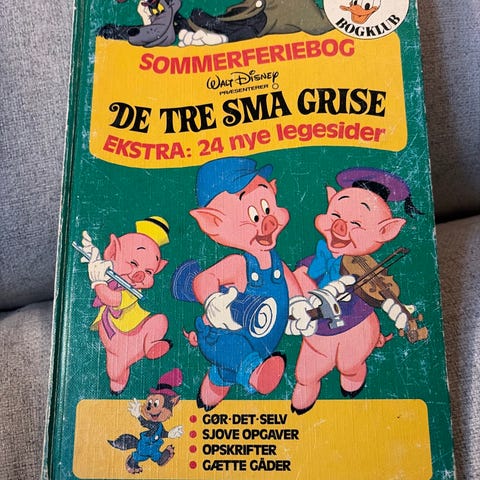 BOGKLUB
SOMMERFERIEBOG
WALT DISNEY
PRÆSENTERER
DE TRE SMÅ GRISE
EKSTRA: 24 nye legesider
• GØR-DET-SELV
• SJOVE OPGAVER
• OPSKRIFTER
• GÆTTE GÅDER